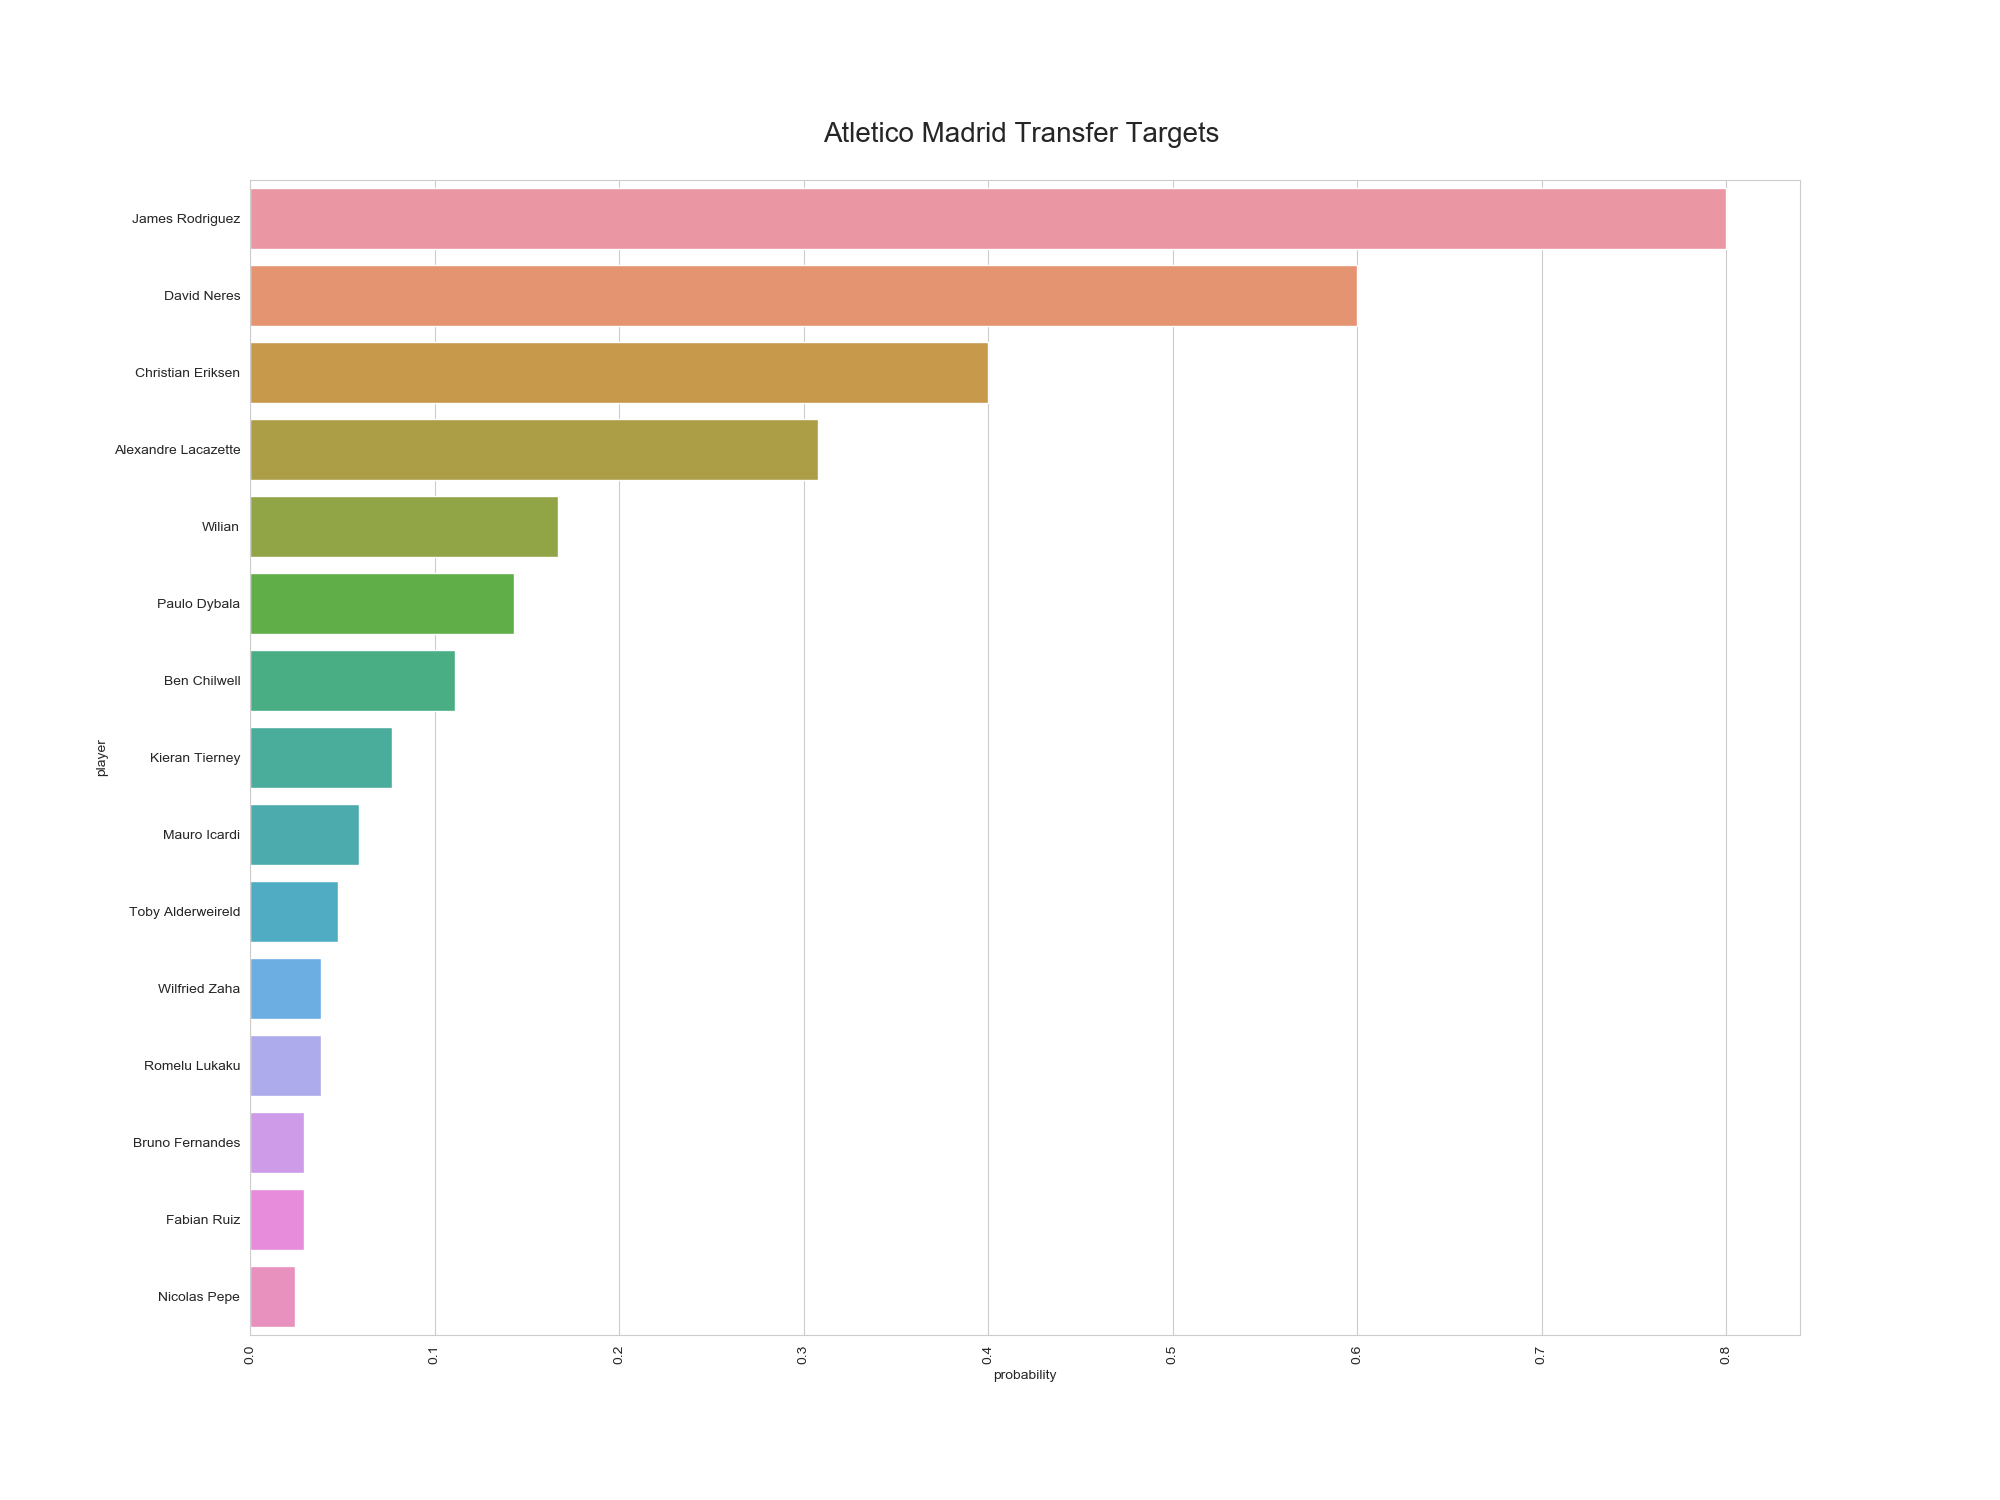 Atletico Madrid Transfer Targets
James Rodriguez
David Neres
Christian Eriksen
Alexandre Lacazette
Wilian
Paulo Dybala
Ben Chilwell
Kieran Tierney
Mauro Icardi
Toby Alderweireld
Wilfried Zaha
Romelu Lukaku
Bruno Fernandes
Fabian Ruiz
Nicolas Pepe
player
0.0 0.1 0.2 0.3 0.4 0.5 0.6 0.7 0.8
probability